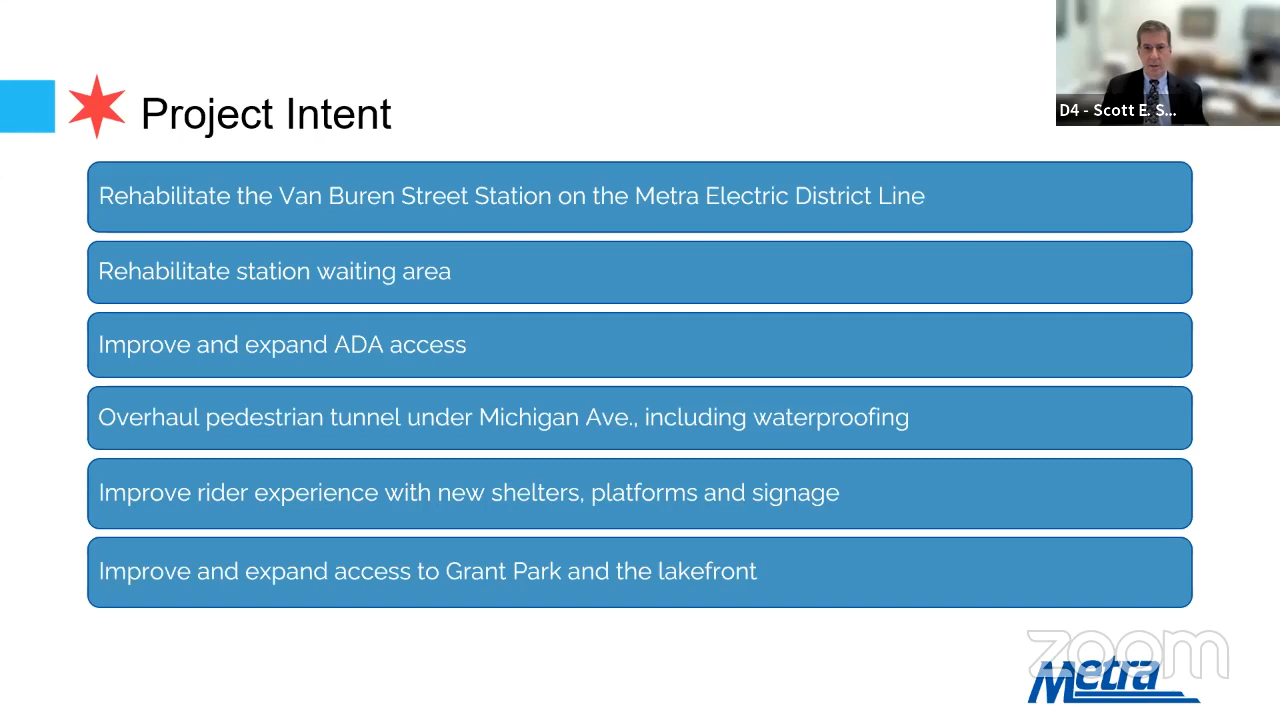 Project Intent
D4 - Scott E. S...
Rehabilitate the Van Buren Street Station on the Metra Electric District Line
Rehabilitate station waiting area
Improve and expand ADA access
Overhaul pedestrian tunnel under Michigan Ave., including waterproofing
Improve rider experience with new shelters, platforms and signage
Improve and expand access to Grant Park and the lakefront
zoom
Metra